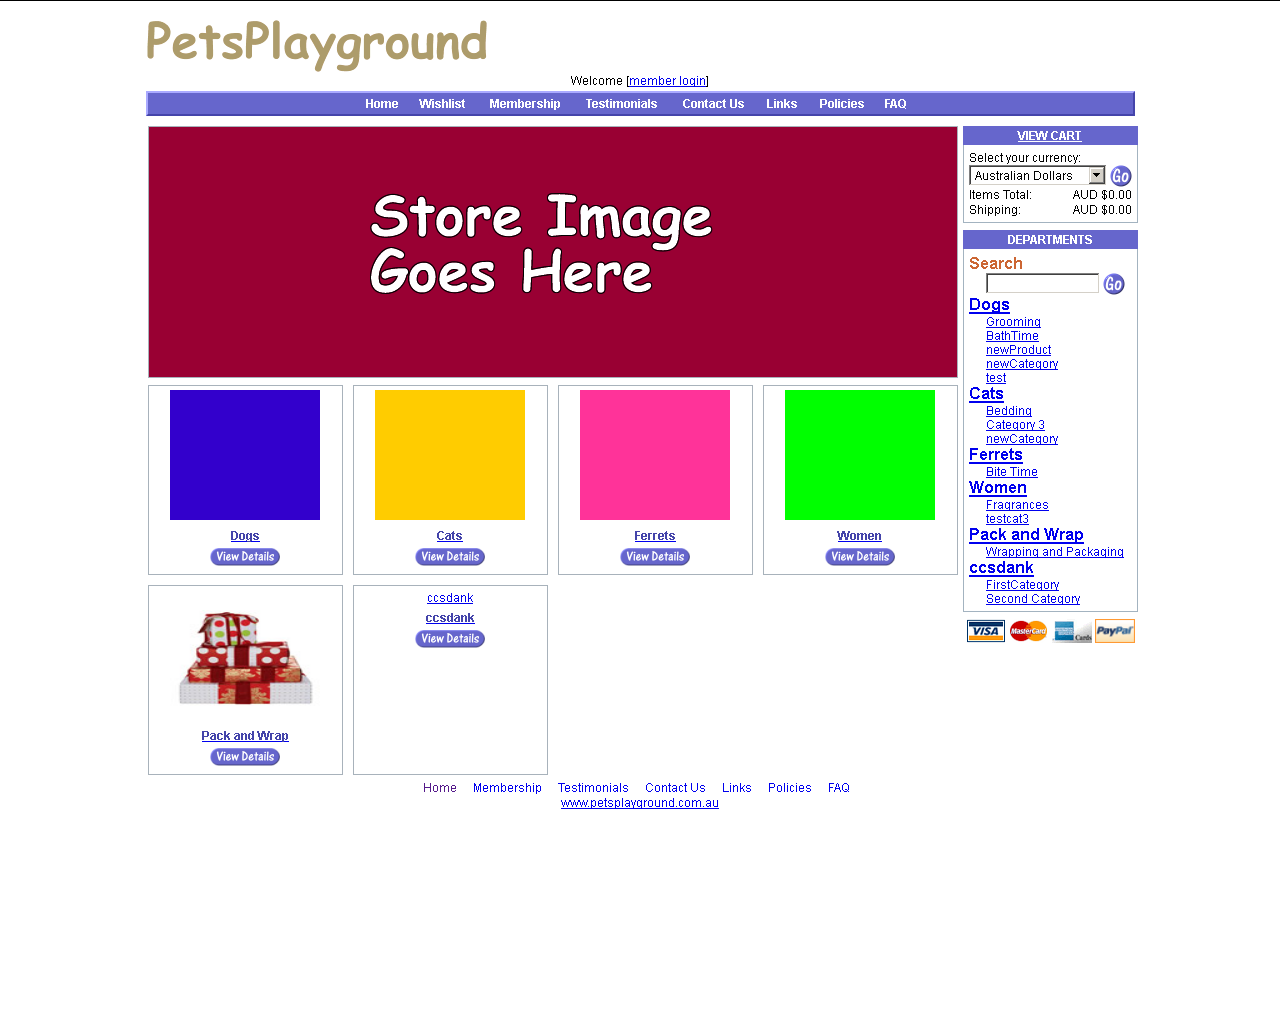 PetsPlayground
Welcome [member login]
Home Wishlist Membership Testimonials Contact Us Links Policies FAQ
Store Image
Goes Here
VIEW CART
Select your currency:
Australian Dollars Go
Items Total: AUD $0.00
Shipping: AUD $0.00
DEPARTMENTS
Search
Go
Dogs
Grooming
BathTime
newProduct
newCategory
test
Cats
Bedding
Category 3
newCategory
Ferrets
Bite Time
Women
Fragrances
testcat3
Pack and Wrap
Wrapping and Packaging
ccsdank
FirstCategory
Second Category
VISA MasterCard AMERICAN EXPRESS Cards PayPal
Dogs Cats Ferrets Women
View Details View Details View Details View Details
ccsdank
ccsdank
View Details
Pack and Wrap
View Details
Home Membership Testimonials Contact Us Links Policies FAQ
www.petsplayground.com.au